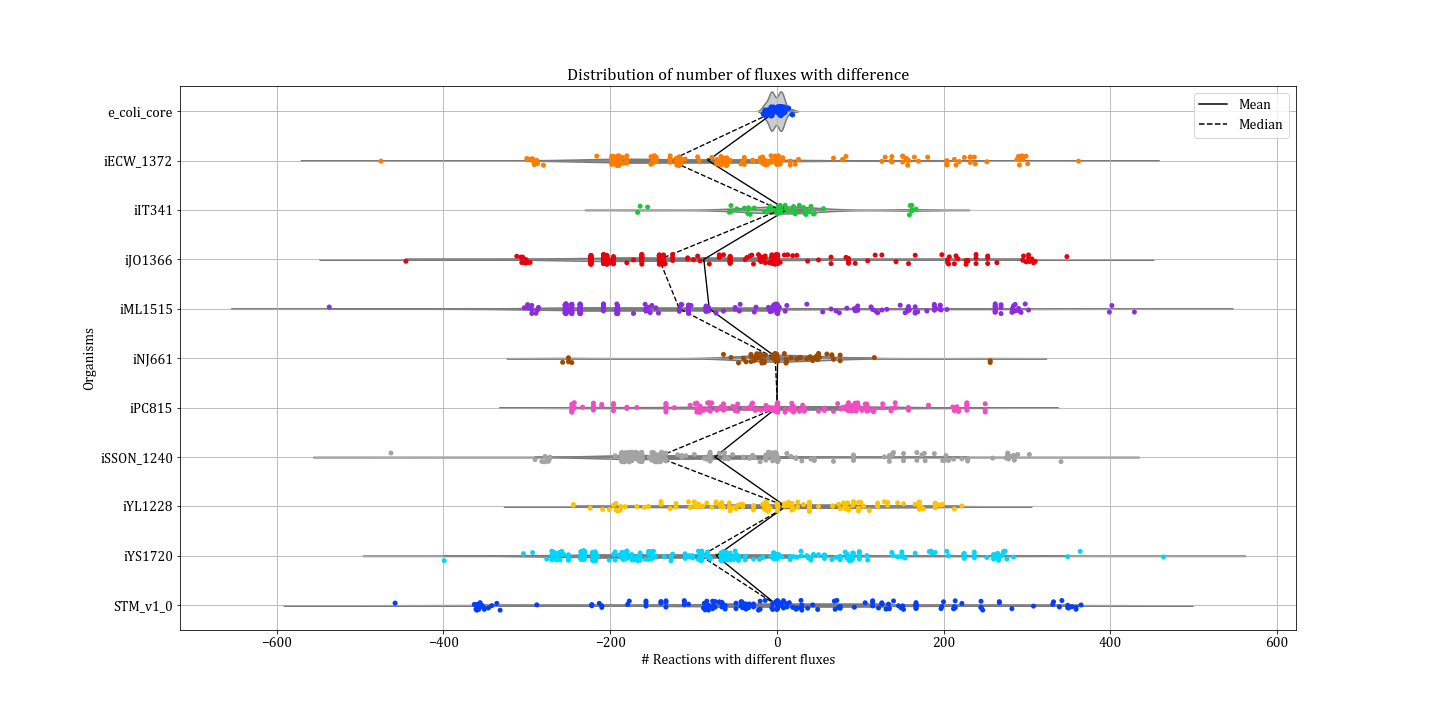 Distribution of number of fluxes with difference
Mean
Median
Organisms
e_coli_core
iECW_1372
iIT341
iJO1366
iML1515
iNJ661
iPC815
iSSON_1240
iYL1228
iYS1720
STM_v1_0
−600 −400 −200 0 200 400 600
# Reactions with different fluxes